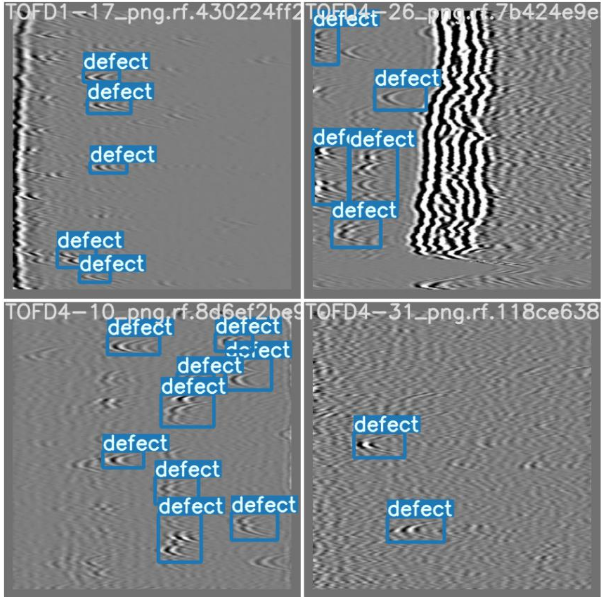 TOFD1-17_png.rf.430224ff2
defect
defect
defect
defect
defect
TOFD4-26_png.rf.7b424e9e
defect
defect
defect
defect
defect
TOFD4-10_png.rf.8d6ef2be9
defect
defect
defect
defect
defect
defect
defect
defect
defect
TOFD4-31_png.rf.118ce638
defect
defect